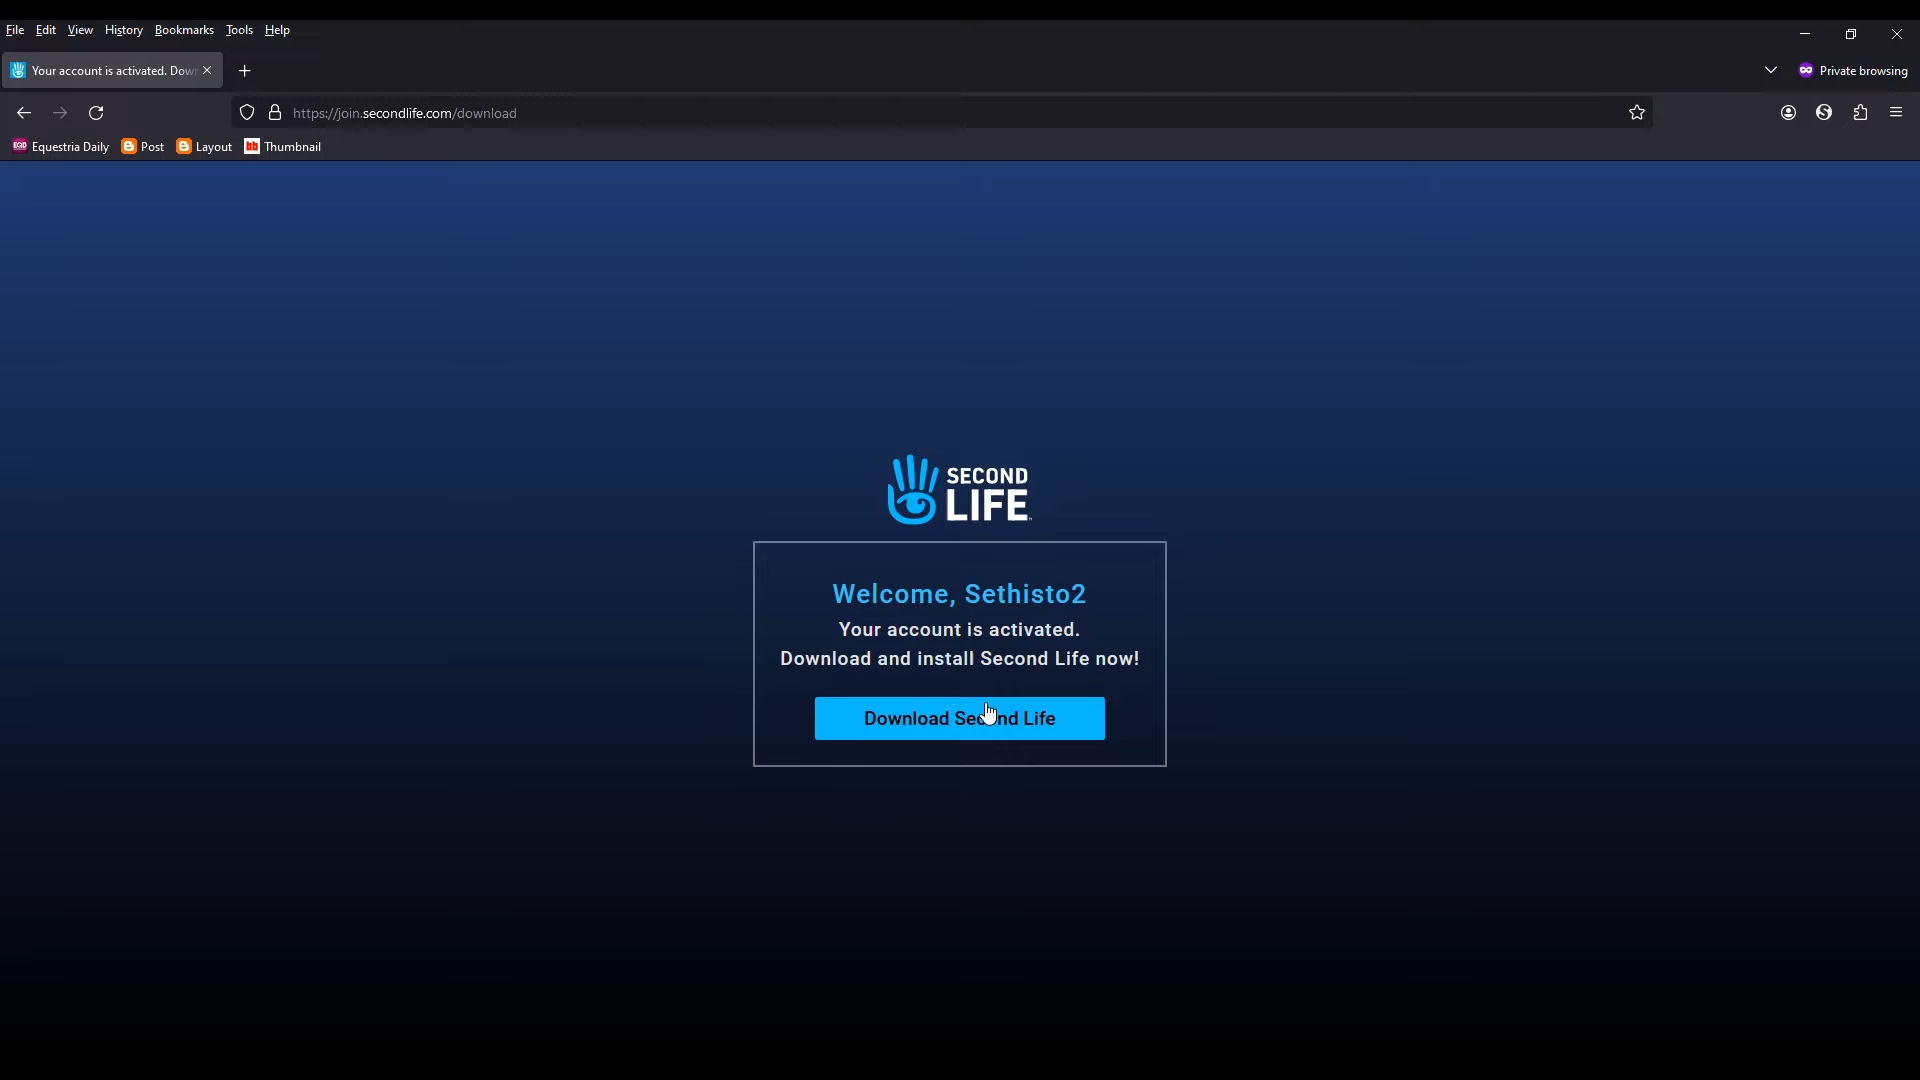 File Edit View History Bookmarks Tools Help
Your account is activated. Dow
Private browsing
https://join.secondlife.com/download
Equestria Daily Post Layout Thumbnail
SECOND
LIFE
Welcome, Sethisto2
Your account is activated.
Download and install Second Life now!
Download Second Life